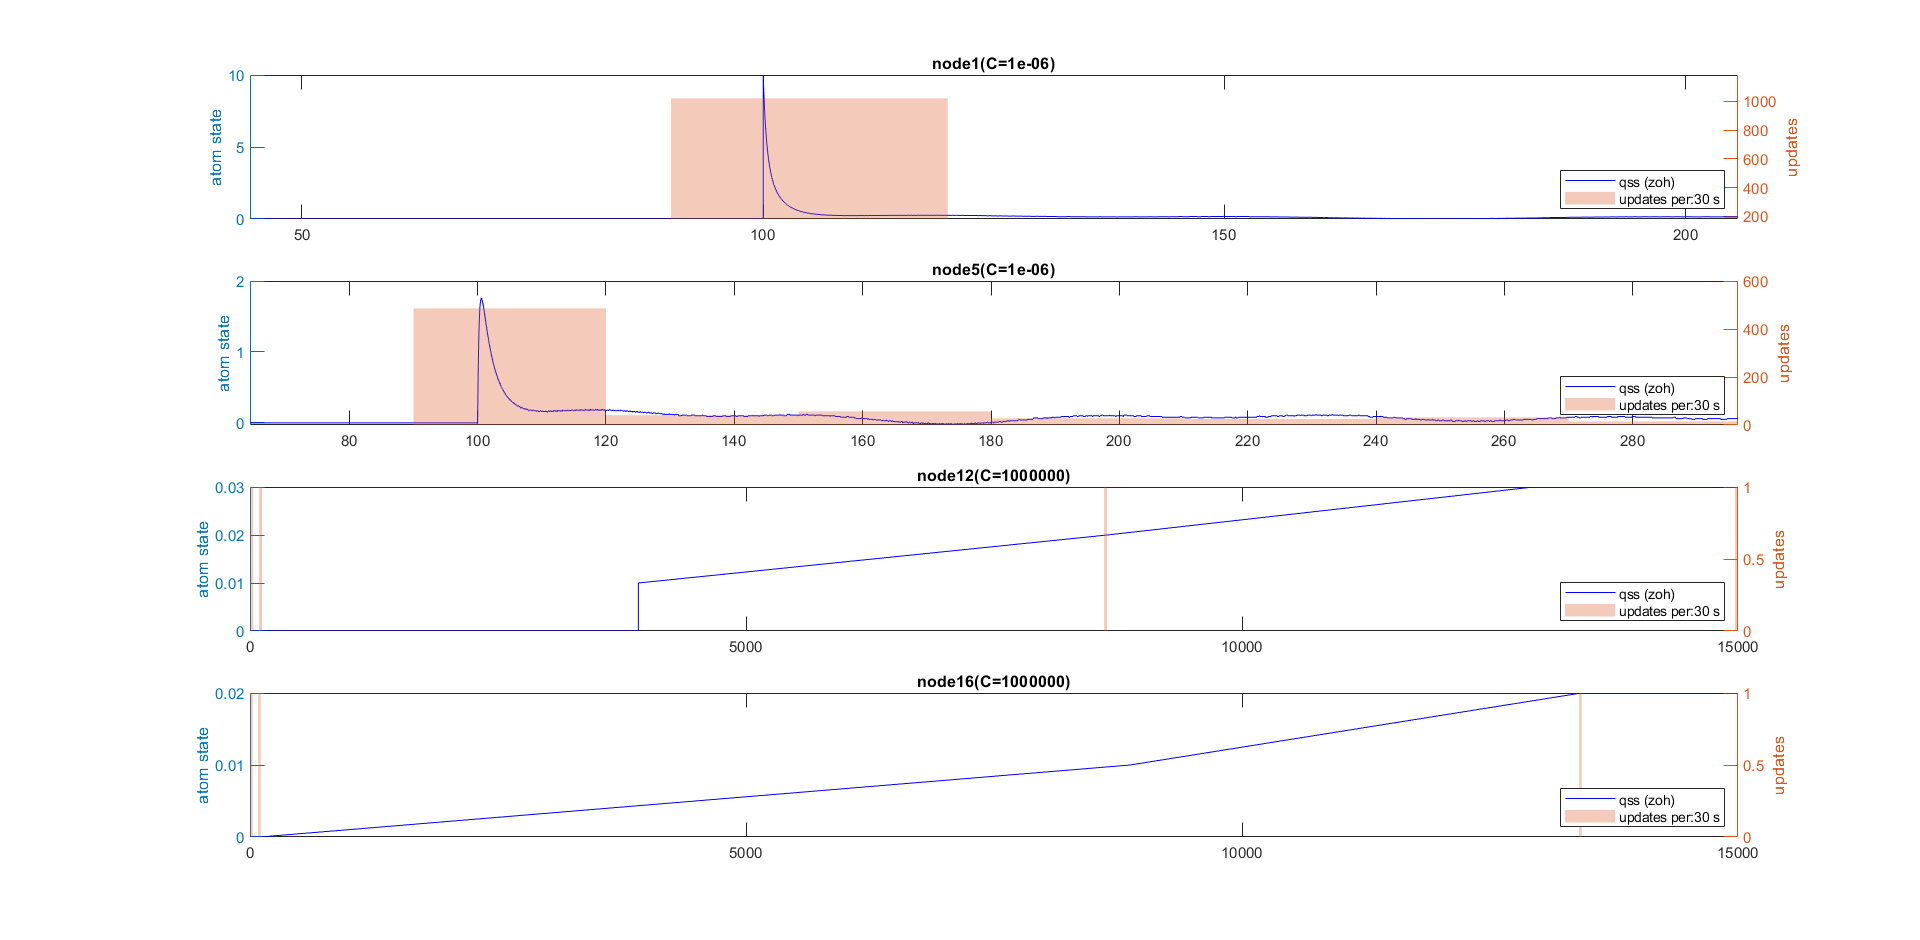 node1(C=1e-06)
10
5
0
atom state
1000
800
600
400
200
updates
qss (zoh)
updates per:30 s
50 100 150 200
node5(C=1e-06)
2
1
0
atom state
600
400
200
0
updates
qss (zoh)
updates per:30 s
80 100 120 140 160 180 200 220 240 260 280
node12(C=1000000)
0.03
0.02
0.01
0
atom state
1
0.5
0
updates
qss (zoh)
updates per:30 s
0 5000 10000 15000
node16(C=1000000)
0.02
0.01
0
atom state
1
0.5
0
updates
qss (zoh)
updates per:30 s
0 5000 10000 15000